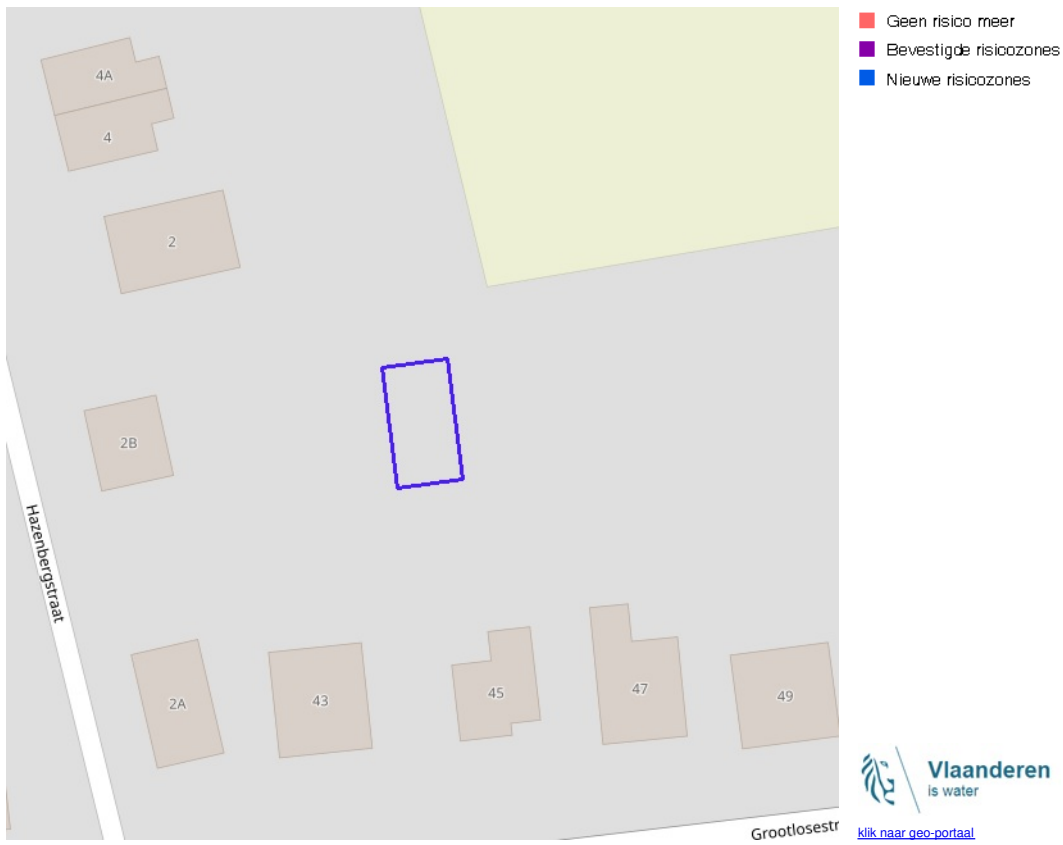 Geen risico meer
Bevestigde risicozones
Nieuwe risicozones
4A
4
2
2B
Hazenbergstraat
2A
43
45
47
49
Grootlosestr
Vlaanderen
is water
klik naar geo-portaal